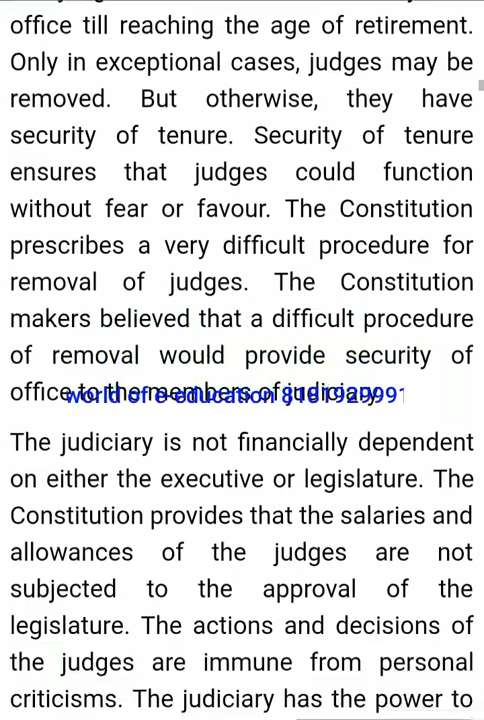 office till reaching the age of retirement.
Only in exceptional cases, judges may be
removed. But otherwise, they have
security of tenure. Security of tenure
ensures that judges could function
without fear or favour. The Constitution
prescribes a very difficult procedure for
removal of judges. The Constitution
makers believed that a difficult procedure
of removal would provide security of
office to the members of judiciary.
world of e-education
The judiciary is not financially dependent
on either the executive or legislature. The
Constitution provides that the salaries and
allowances of the judges are not
subjected to the approval of the
legislature. The actions and decisions of
the judges are immune from personal
criticisms. The judiciary has the power to